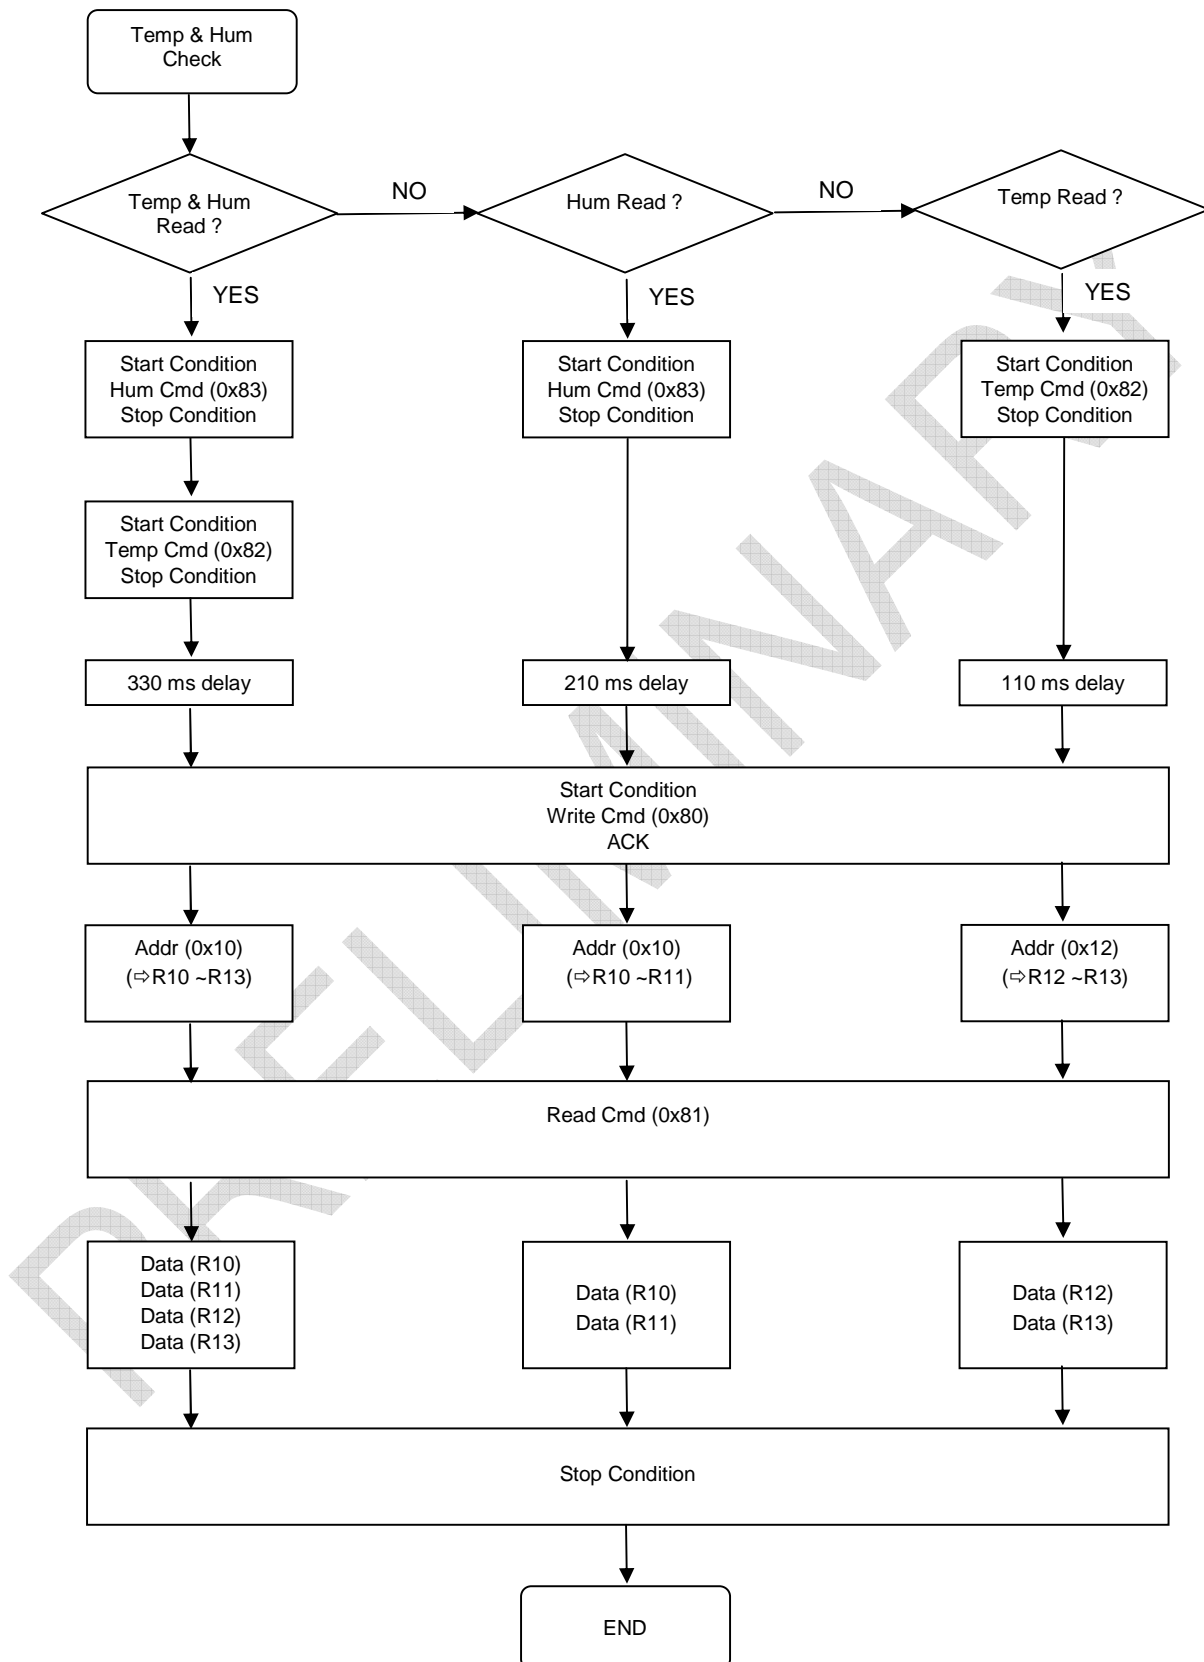 Temp & Hum
Check
Temp & Hum
Read ?
NO
Hum Read ?
NO
Temp Read ?
YES
YES
YES
Start Condition
Hum Cmd (0x83)
Stop Condition
Start Condition
Hum Cmd (0x83)
Stop Condition
Start Condition
Temp Cmd (0x82)
Stop Condition
Start Condition
Temp Cmd (0x82)
Stop Condition
330 ms delay
210 ms delay
110 ms delay
Start Condition
Write Cmd (0x80)
ACK
Addr (0x10)
(⇨R10 ~R13)
Addr (0x10)
(⇨R10 ~R11)
Addr (0x12)
(⇨R12 ~R13)
Read Cmd (0x81)
Data (R10)
Data (R11)
Data (R12)
Data (R13)
Data (R10)
Data (R11)
Data (R12)
Data (R13)
Stop Condition
END
PRELIMINARY